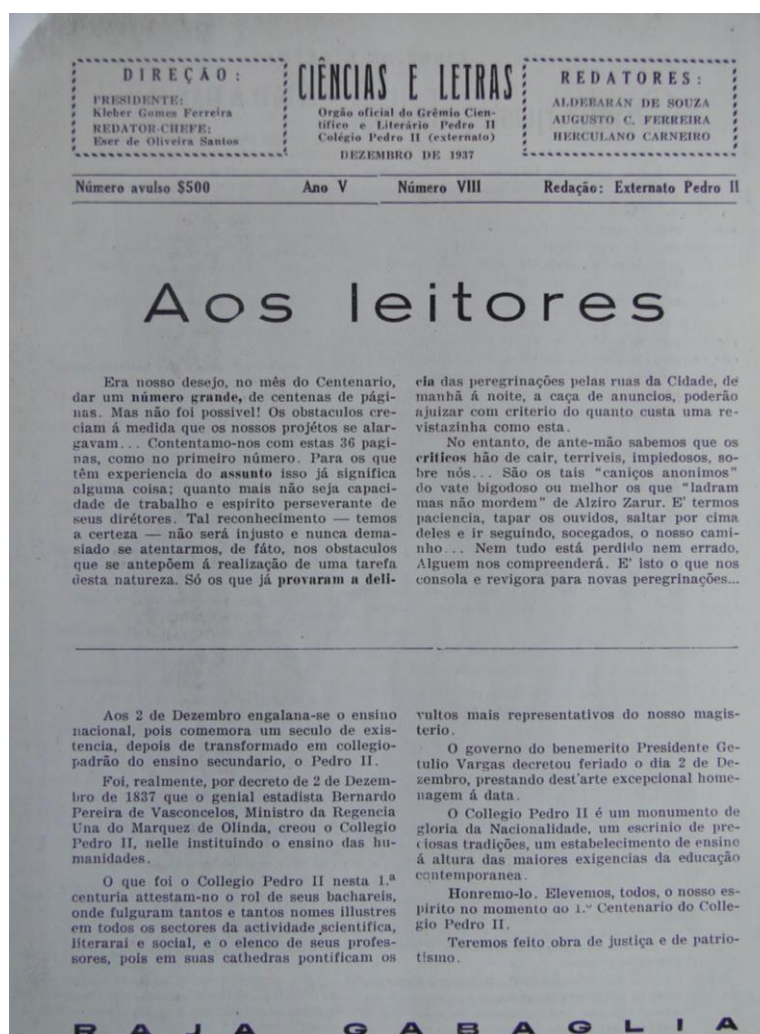 DIREÇÃO:
PRESIDENTE:
Kleber Gomes Ferreira
REDATOR-CHEFE:
Eser de Oliveira Santos
CIÊNCIAS E LETRAS
Orgão oficial do Grêmio Cien-
tífico e Literário Pedro II
Colégio Pedro II (externato)
DEZEMBRO DE 1937
REDATORES:
ALDEBARÁN DE SOUZA
AUGUSTO C. FERREIRA
HERCULANO CARNEIRO
Número avulso $500 Ano V Número VIII Redação: Externato Pedro II
Aos leitores
Era nosso desejo, no mês do Centenario,
dar um número grande, de centenas de pági-
nas. Mas não foi possivel! Os obstaculos cre-
ciam á medida que os nossos projétos se alar-
gavam... Contentamo-nos com estas 36 pagi-
nas, como no primeiro número. Para os que
têm experiencia do assunto isso já significa
alguma coisa; quanto mais não seja capaci-
dade de trabalho e espirito perseverante de
seus dirétores. Tal reconhecimento — temos
a certeza — não será injusto e nunca dema-
siado se atentarmos, de fáto, nos obstaculos
que se antepõem á realização de uma tarefa
desta natureza. Só os que já provaram a deli-
cia das peregrinações pelas ruas da Cidade, de
manhã á noite, a caça de anuncios, poderão
ajuizar com criterio do quanto custa uma re-
vistazinha como esta.
No entanto, de ante-mão sabemos que os
criticos hão de cair, terriveis, impiedosos, so-
bre nós... São os tais "caniços anonimos"
do vate bigodoso ou melhor os que "ladram
mas não mordem" de Alziro Zarur. E' termos
paciencia, tapar os ouvidos, saltar por cima
deles e ir seguindo, socegados, o nosso cami-
nho... Nem tudo está perdido nem errado,
Alguem nos compreenderá. E' isto o que nos
consola e revigora para novas peregrinações...
Aos 2 de Dezembro engalana-se o ensino
nacional, pois comemora um seculo de exis-
tencia, depois de transformado em collegio-
padrão do ensino secundario, o Pedro II.
Foi, realmente, por decreto de 2 de Dezem-
bro de 1837 que o genial estadista Bernardo
Pereira de Vasconcelos, Ministro da Regencia
Una do Marquez de Olinda, creou o Collegio
Pedro II, nelle instituindo o ensino das hu-
manidades.
O que foi o Collegio Pedro II nesta 1.ª
centuria attestam-no o rol de seus bachareis,
onde fulguram tantos e tantos nomes illustres
em todos os sectores da actividade scientifica,
literarai e social, e o elenco de seus profes-
sores, pois em suas cathedras pontificam os
vultos mais representativos do nosso magis-
terio.
O governo do benemerito Presidente Ge-
tulio Vargas decretou feriado o dia 2 de De-
zembro, prestando dest'arte excepcional home-
nagem á data.
O Collegio Pedro II é um monumento de
gloria da Nacionalidade, um escrinio de pre-
ciosas tradições, um estabelecimento de ensino
á altura das maiores exigencias da educação
contemporanea.
Honremo-lo. Elevemos, todos, o nosso es-
pirito no momento do 1.º Centenario do Colle-
gio Pedro II.
Teremos feito obra de justiça e de patrio-
tismo.
RAJA GABAGLIA